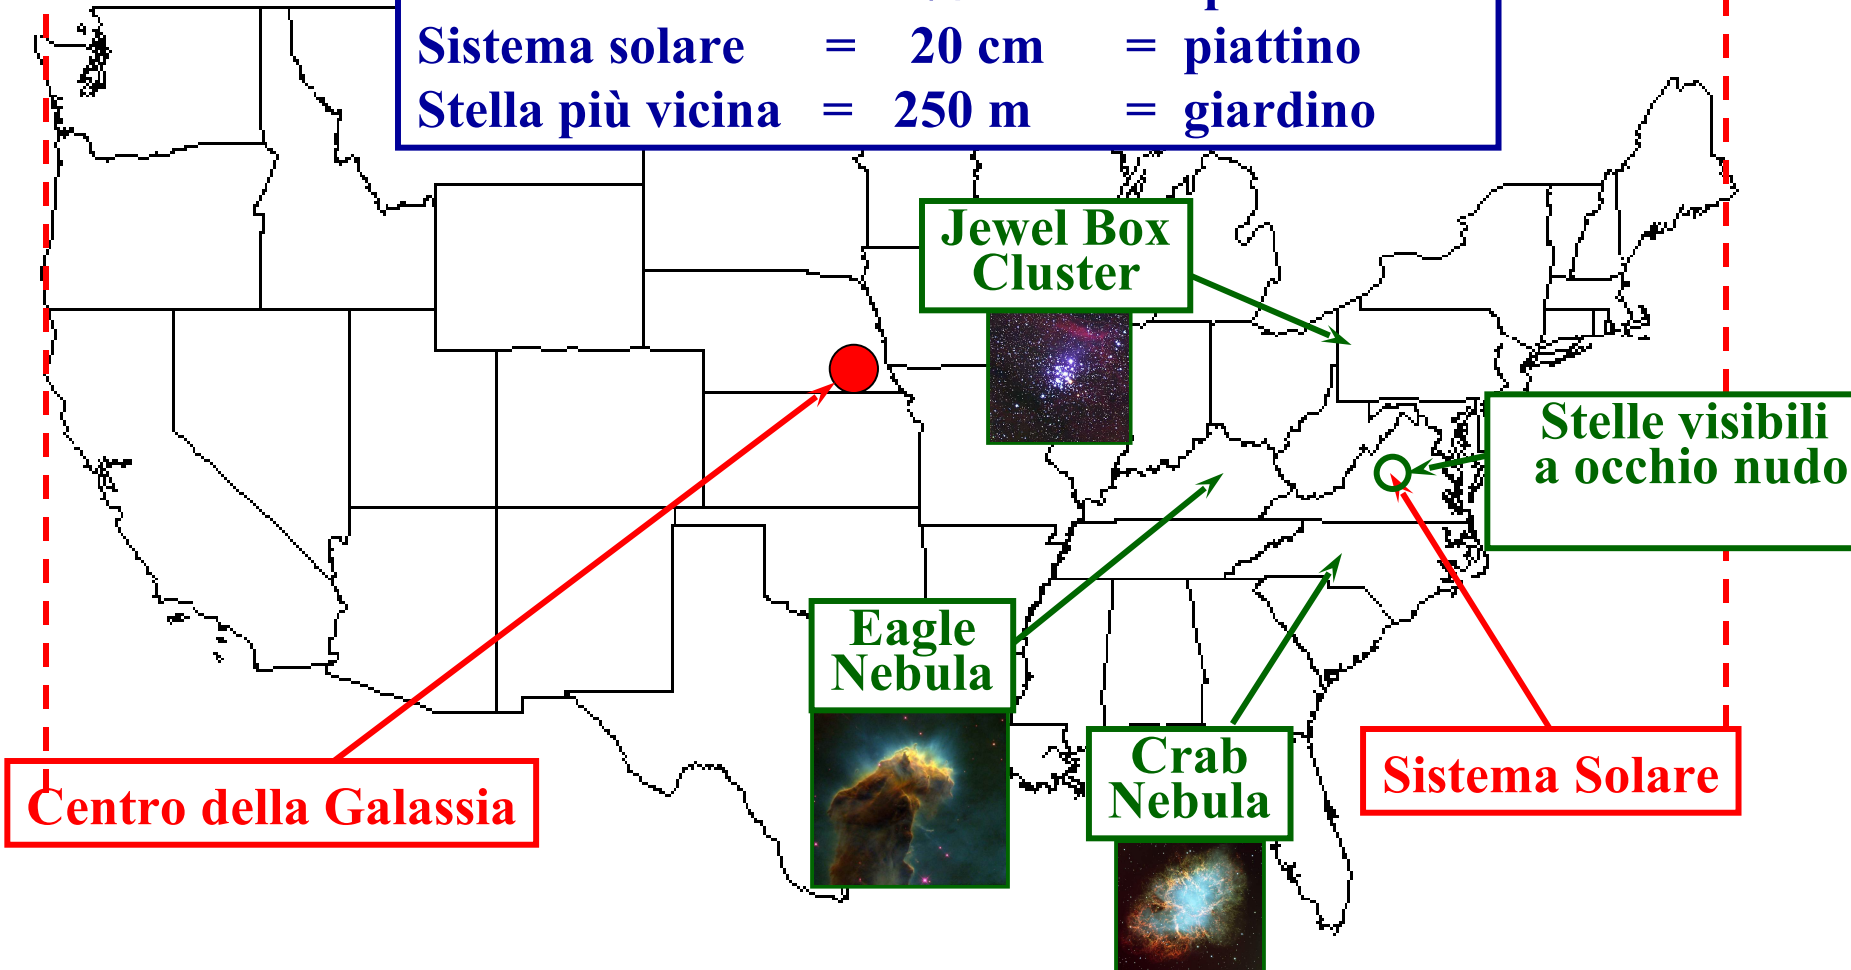 Sistema solare = 20 cm = piattino
Stella più vicina = 250 m = giardino
Jewel Box
Cluster
Stelle visibili
a occhio nudo
Eagle
Nebula
Crab
Nebula
Sistema Solare
Centro della Galassia